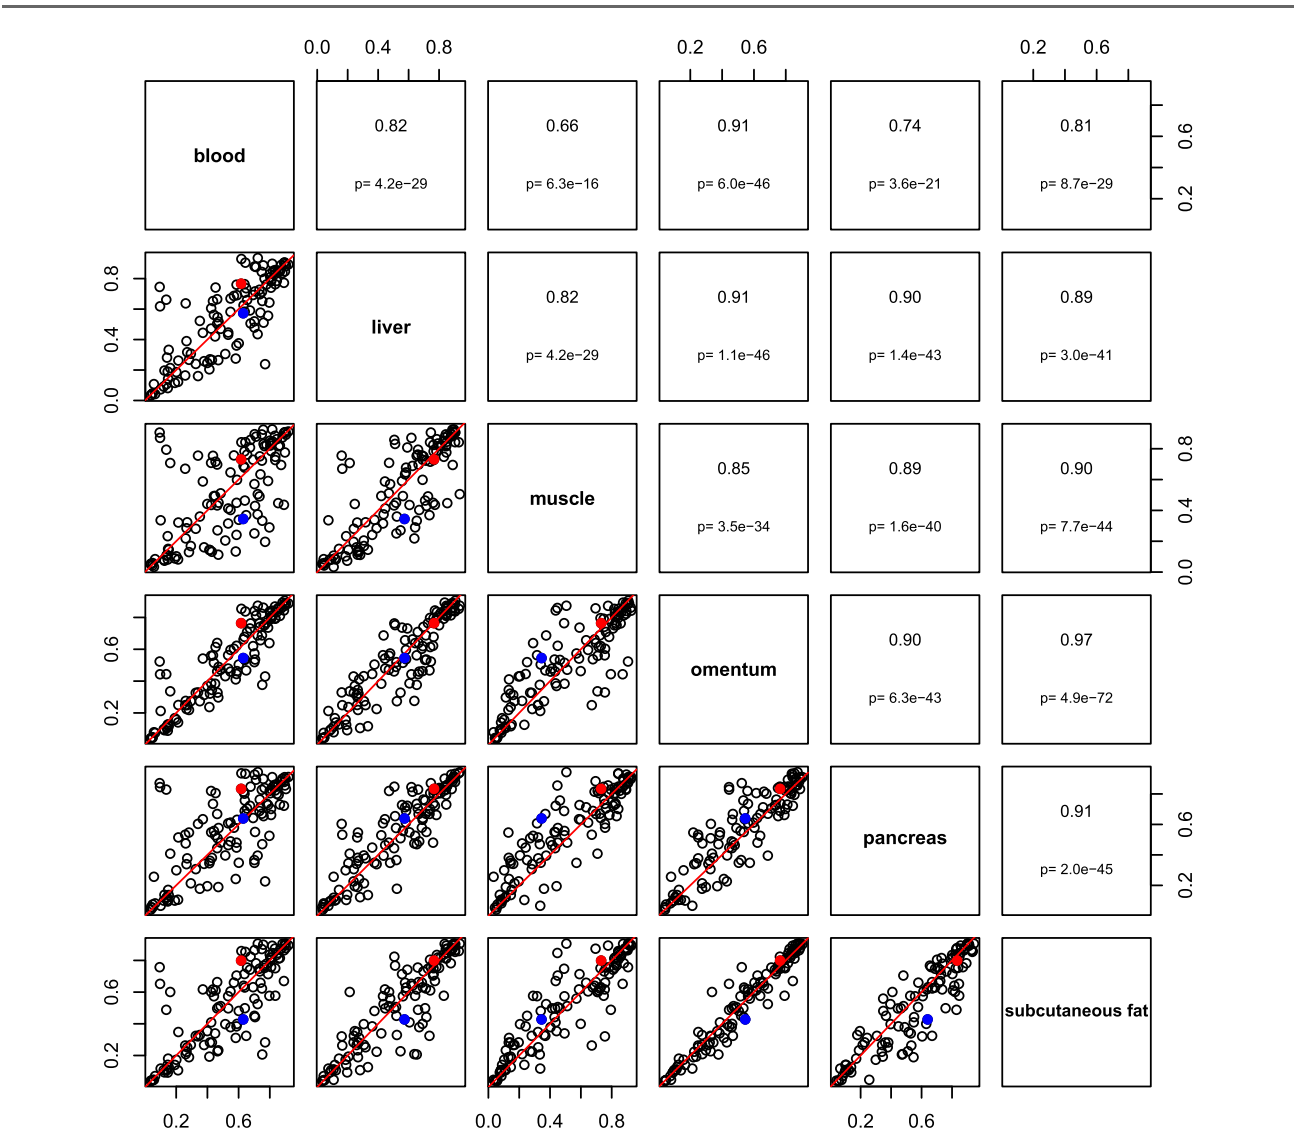 0.0 0.4 0.8 0.2 0.6 0.2 0.6
blood 0.82 0.66 0.91 0.74 0.81
p= 4.2e−29 p= 6.3e−16 p= 6.0e−46 p= 3.6e−21 p= 8.7e−29
0.2 0.6
0.0 0.4 0.8
liver 0.82 0.91 0.90 0.89
p= 4.2e−29 p= 1.1e−46 p= 1.4e−43 p= 3.0e−41
muscle 0.85 0.89 0.90
p= 3.5e−34 p= 1.6e−40 p= 7.7e−44
0.0 0.4 0.8
0.2 0.6
omentum 0.90 0.97
p= 6.3e−43 p= 4.9e−72
pancreas 0.91
p= 2.0e−45
0.2 0.6
0.2 0.6
subcutaneous fat
0.2 0.6 0.0 0.4 0.8 0.2 0.6